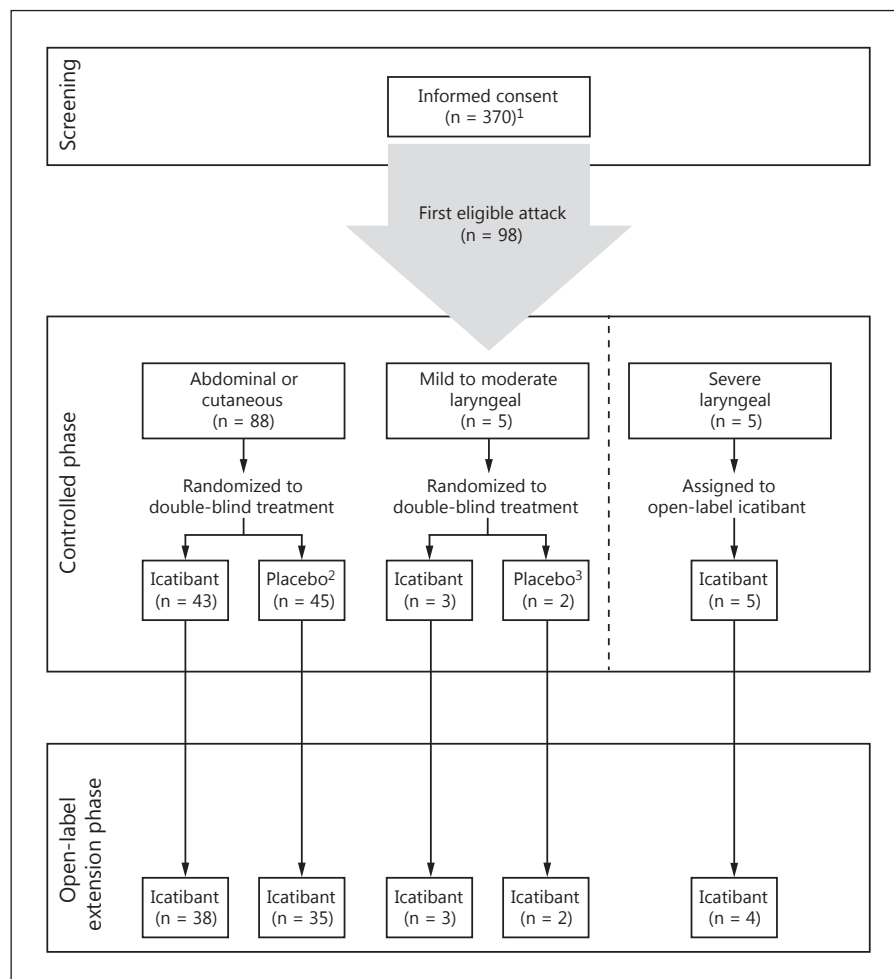 Screening
Informed consent
(n = 370)¹
First eligible attack
(n = 98)
Controlled phase
Abdominal or
cutaneous
(n = 88)
Mild to moderate
laryngeal
(n = 5)
Severe
laryngeal
(n = 5)
Randomized to
double-blind treatment
Randomized to
double-blind treatment
Assigned to
open-label icatibant
Icatibant
(n = 43)
Placebo²
(n = 45)
Icatibant
(n = 3)
Placebo³
(n = 2)
Icatibant
(n = 5)
Open-label
extension phase
Icatibant
(n = 38)
Icatibant
(n = 35)
Icatibant
(n = 3)
Icatibant
(n = 2)
Icatibant
(n = 4)